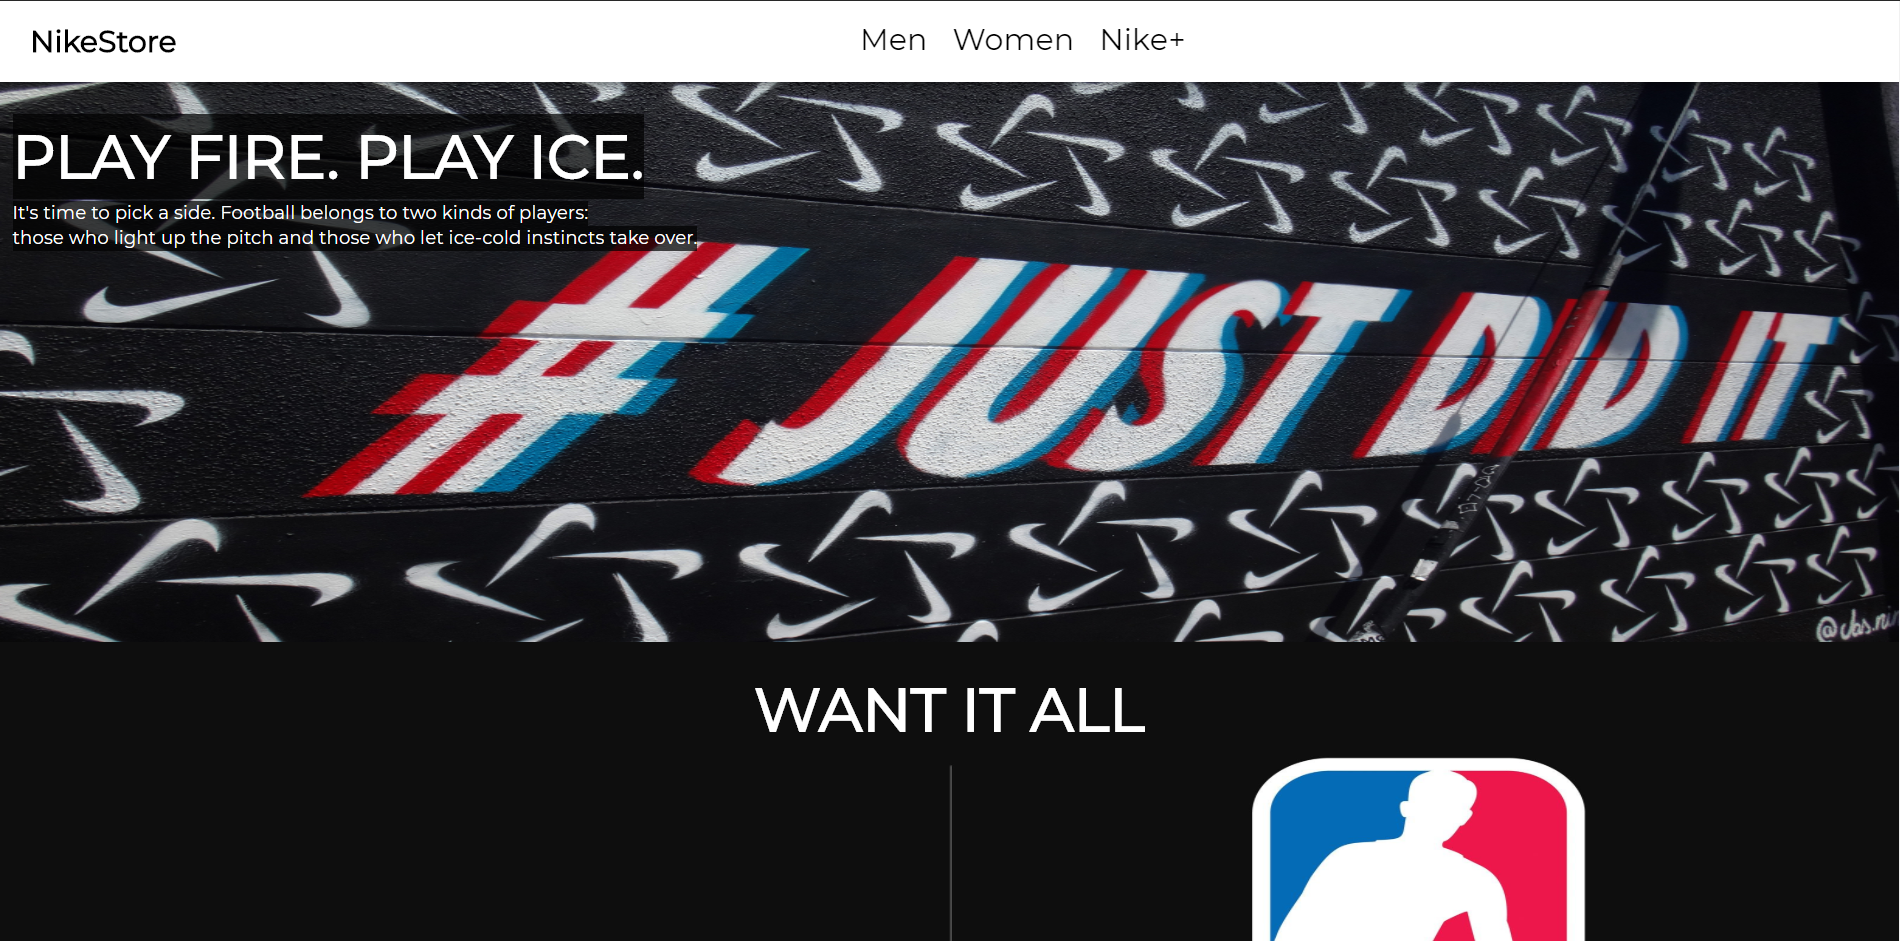 NikeStore
Men Women Nike+
PLAY FIRE. PLAY ICE.
It's time to pick a side. Football belongs to two kinds of players:
those who light up the pitch and those who let ice-cold instincts take over.
# JUST DID IT
WANT IT ALL